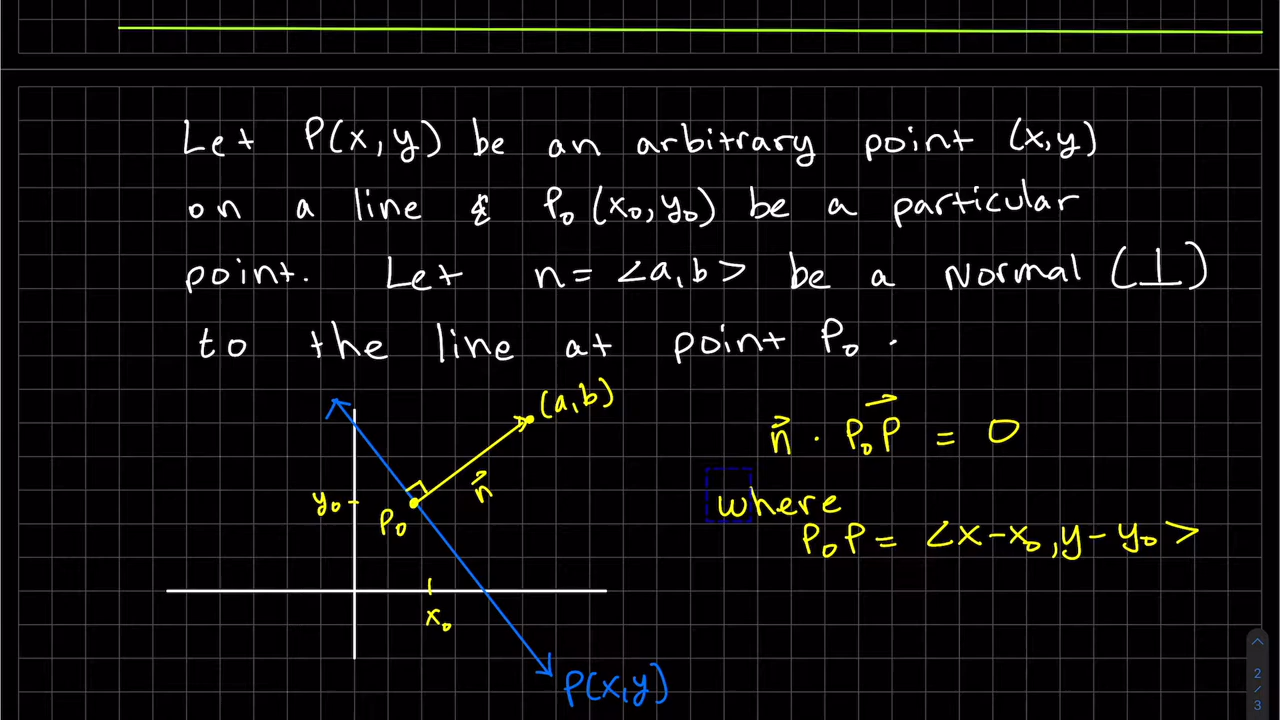 Let P(x,y) be an arbitrary point (x,y)
on a line & P₀(x₀,y₀) be a particular
point. Let n = <a,b> be a normal (⊥)
to the line at point P₀.
(a,b)
n⃗
y₀
P₀
x₀
P(x,y)
n⃗ · P₀P⃗ = 0
where
P₀P = <x-x₀,y-y₀>
2
/
3